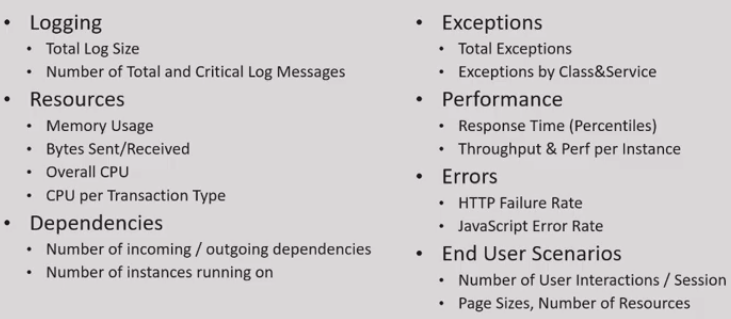 Logging
Total Log Size
Number of Total and Critical Log Messages
Resources
Memory Usage
Bytes Sent/Received
Overall CPU
CPU per Transaction Type
Dependencies
Number of incoming / outgoing dependencies
Number of instances running on
Exceptions
Total Exceptions
Exceptions by Class&Service
Performance
Response Time (Percentiles)
Throughput & Perf per Instance
Errors
HTTP Failure Rate
JavaScript Error Rate
End User Scenarios
Number of User Interactions / Session
Page Sizes, Number of Resources